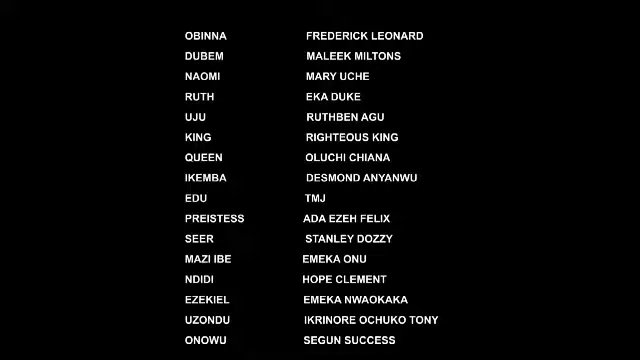 OBINNA FREDERICK LEONARD
DUBEM MALEEK MILTONS
NAOMI MARY UCHE
RUTH EKA DUKE
UJU RUTHBEN AGU
KING RIGHTEOUS KING
QUEEN OLUCHI CHIANA
IKEMBA DESMOND ANYANWU
EDU TMJ
PREISTESS ADA EZEH FELIX
SEER STANLEY DOZZY
MAZI IBE EMEKA ONU
NDIDI HOPE CLEMENT
EZEKIEL EMEKA NWAOKAKA
UZONDU IKRINORE OCHUKO TONY
ONOWU SEGUN SUCCESS